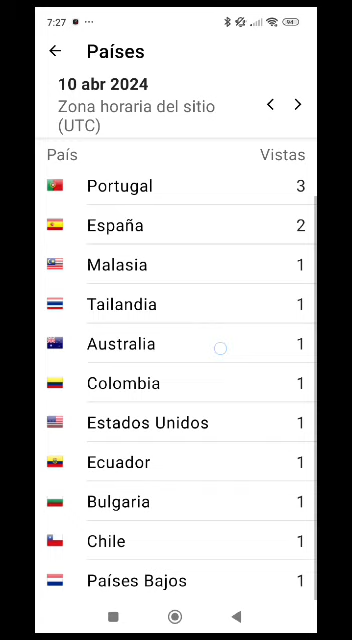 7:27
94
Países
10 abr 2024
Zona horaria del sitio
(UTC)
País Vistas
Portugal 3
España 2
Malasia 1
Tailandia 1
Australia 1
Colombia 1
Estados Unidos 1
Ecuador 1
Bulgaria 1
Chile 1
Países Bajos 1